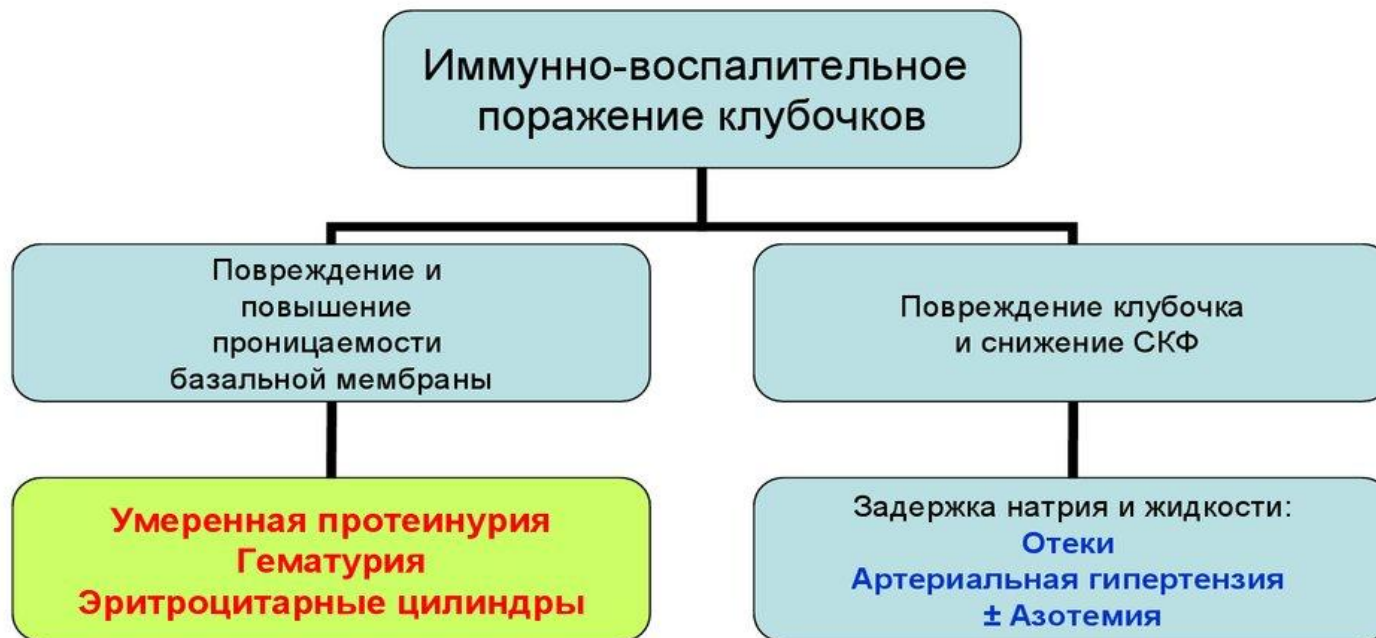 Иммунно-воспалительное
поражение клубочков
Повреждение и
повышение
проницаемости
базальной мембраны
Повреждение клубочка
и снижение СКФ
Умеренная протеинурия
Гематурия
Эритроцитарные цилиндры
Задержка натрия и жидкости:
Отеки
Артериальная гипертензия
± Азотемия